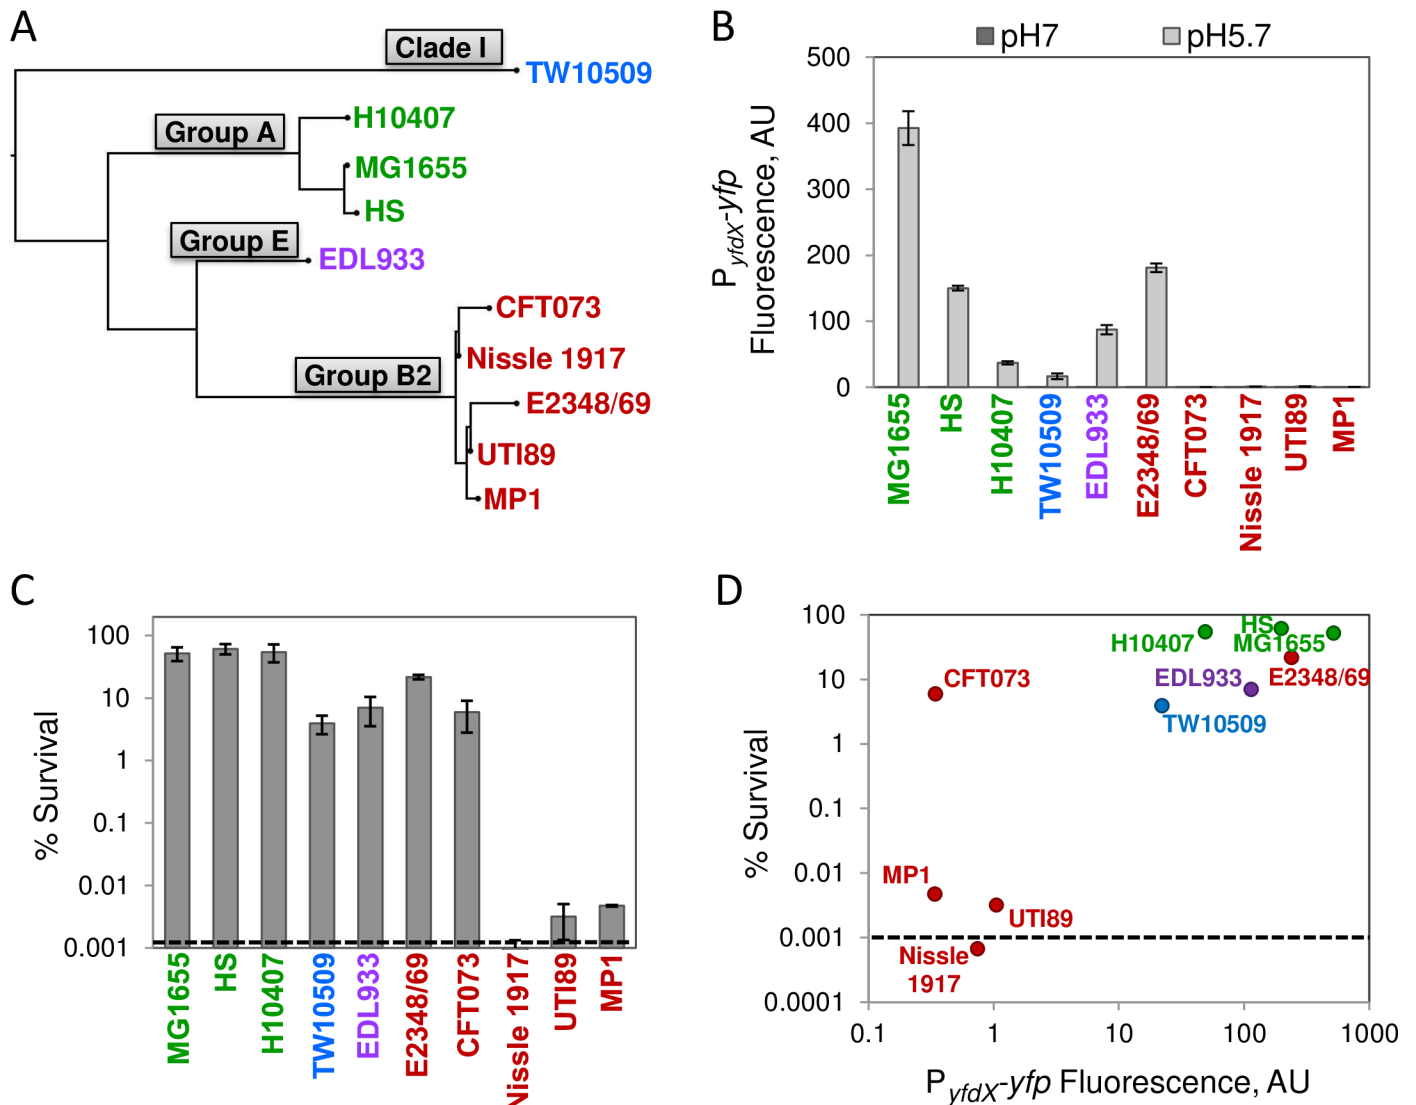 A
Clade I
TW10509
H10407
Group A
MG1655
HS
Group E
EDL933
CFT073
Nissle 1917
Group B2
E2348/69
UTI89
MP1
B
pH7
pH5.7
PyfdX-yfp
Fluorescence, AU
500
400
300
200
100
0
MG1655
HS
H10407
TW10509
EDL933
E2348/69
CFT073
Nissle 1917
UTI89
MP1
C
% Survival
100
10
1
0.1
0.01
0.001
MG1655
HS
H10407
TW10509
EDL933
E2348/69
CFT073
Nissle 1917
UTI89
MP1
D
% Survival
100
10
1
0.1
0.01
0.001
0.0001
HS
H10407
MG1655
CFT073
EDL933
E2348/69
TW10509
MP1
UTI89
Nissle
1917
0.1
1
10
100
1000
PyfdX-yfp Fluorescence, AU